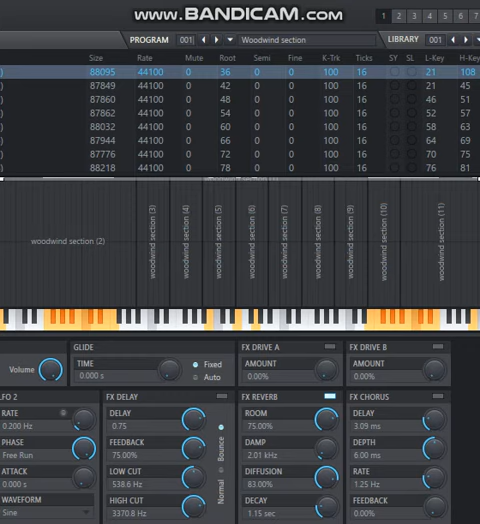 www.BANDICAM.com
1 2 3 4 5 6 7
PROGRAM 001 Woodwind section LIBRARY 001
Size Rate Mute Root Semi Fine K-Trk Ticks SY SL L-Key H-Key
) 88095 44100 0 36 0 0 100 16 21 108
) 87849 44100 0 42 0 0 100 16 21 45
) 87860 44100 0 48 0 0 100 16 46 51
) 87862 44100 0 54 0 0 100 16 52 57
) 88032 44100 0 60 0 0 100 16 58 63
) 87944 44100 0 66 0 0 100 16 64 69
) 87776 44100 0 72 0 0 100 16 70 75
) 88218 44100 0 78 0 0 100 16 76 81
woodwind section (2)
woodwind section (3)
woodwind section (4)
woodwind section (5)
woodwind section (6)
woodwind section (7)
woodwind section (8)
woodwind section (9)
woodwind section (10)
woodwind section (11)
Volume
GLIDE
TIME
0.000 s
Fixed
Auto
FX DRIVE A
AMOUNT
0.00%
FX DRIVE B
AMOUNT
0.00%
LFO 2
RATE
0.200 Hz
PHASE
Free Run
ATTACK
0.000 s
WAVEFORM
Sine
FX DELAY
DELAY
0.75
FEEDBACK
75.00%
LOW CUT
538.6 Hz
HIGH CUT
3370.8 Hz
Bounce
Normal
FX REVERB
ROOM
75.00%
DAMP
2.01 kHz
DIFFUSION
83.00%
DECAY
1.15 sec
FX CHORUS
DELAY
3.09 ms
DEPTH
6.00 ms
RATE
1.25 Hz
FEEDBACK
0.00%